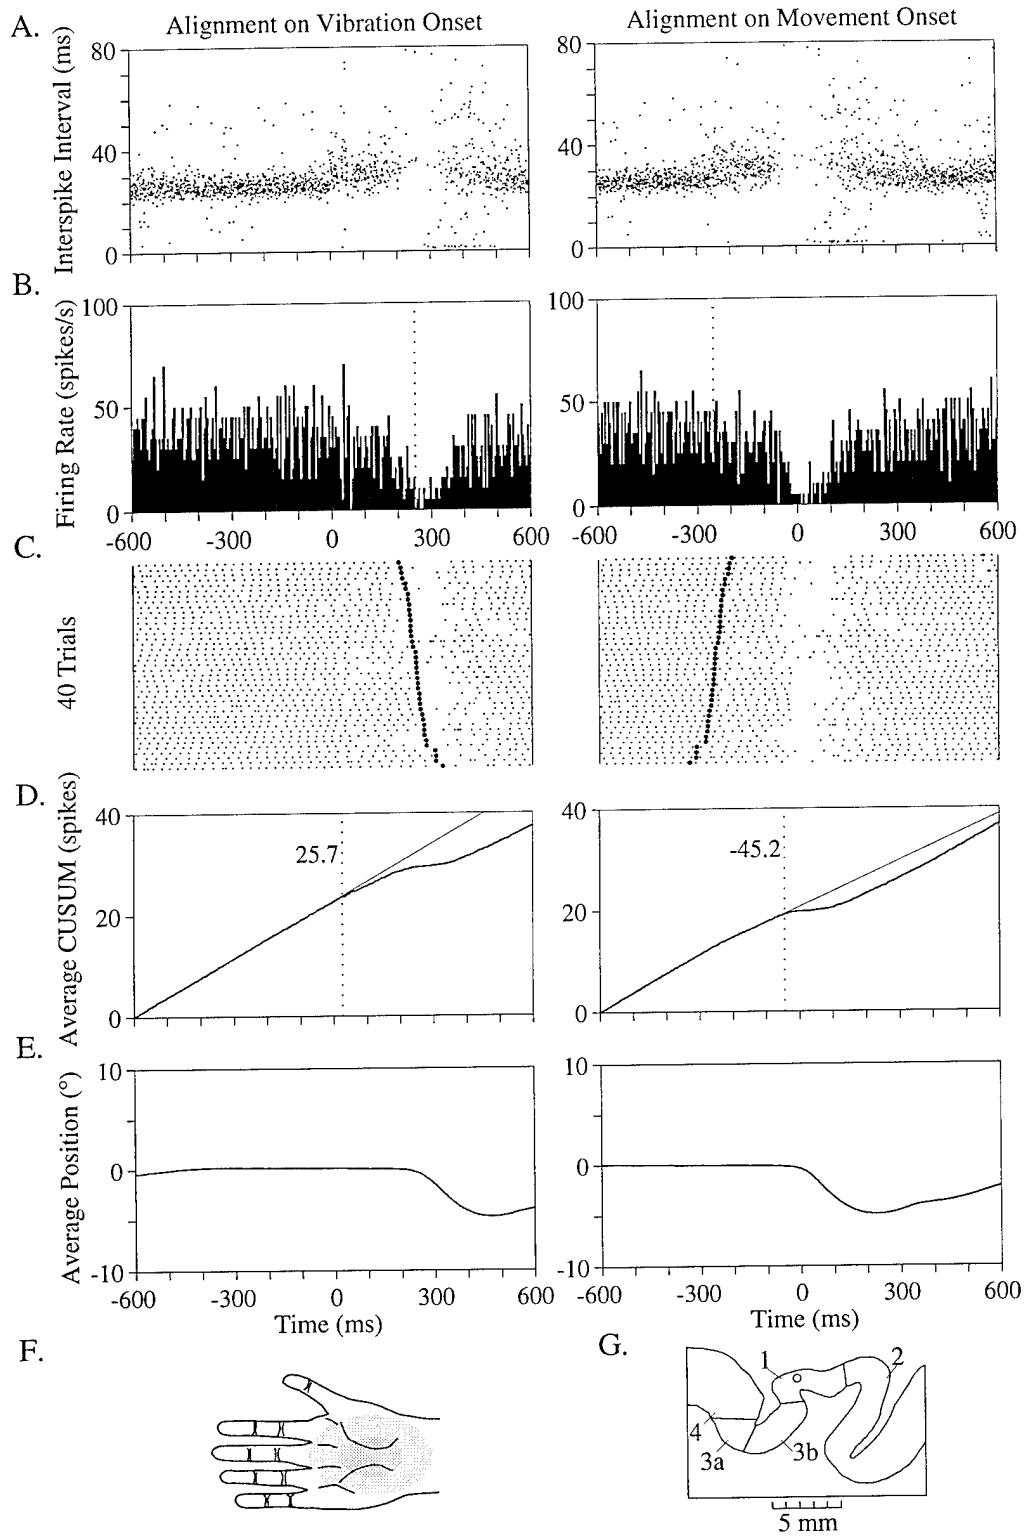 A.
Alignment on Vibration Onset
Alignment on Movement Onset
Interspike Interval (ms)
80
40
0
80
40
0
B.
Firing Rate (spikes/s)
100
50
0
-600 -300 0 300 600
100
50
0
-600 -300 0 300 600
C.
40 Trials
D.
Average CUSUM (spikes)
40
20
0
25.7
40
20
0
-45.2
E.
Average Position (°)
10
0
-10
-600 -300 0 300 600
Time (ms)
10
0
-10
-600 -300 0 300 600
Time (ms)
F.
G.
1
2
4
3a
3b
5 mm